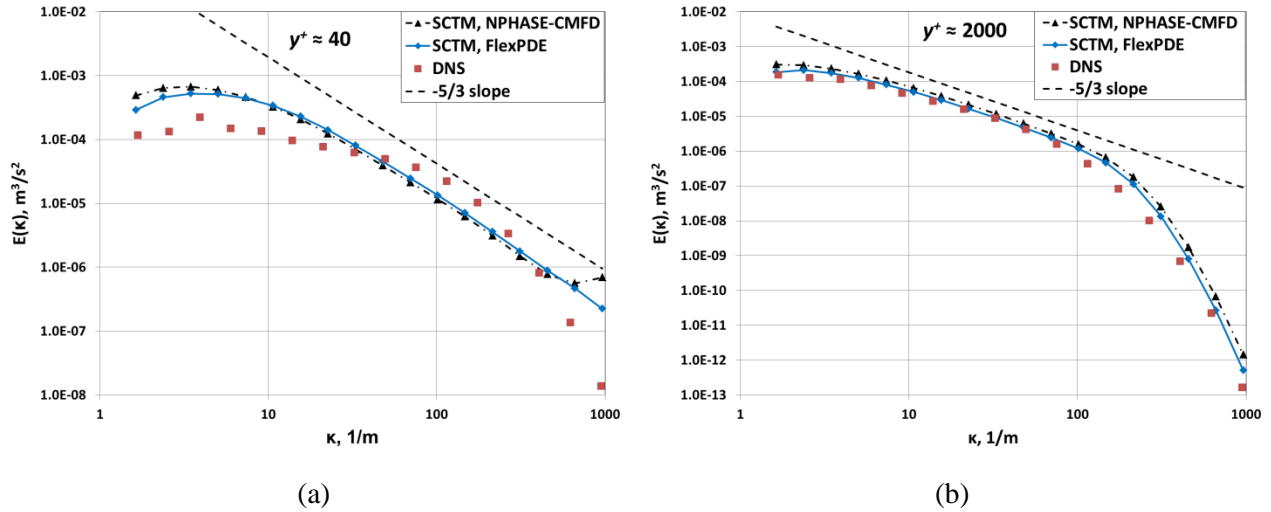 1.0E-02
1.0E-03
1.0E-04
1.0E-05
1.0E-06
1.0E-07
1.0E-08
E(κ), m³/s²
y⁺ ≈ 40
SCTM, NPHASE-CMFD
SCTM, FlexPDE
DNS
-5/3 slope
1 10 100 1000
κ, 1/m
(a)
1.0E-02
1.0E-03
1.0E-04
1.0E-05
1.0E-06
1.0E-07
1.0E-08
1.0E-09
1.0E-10
1.0E-11
1.0E-12
1.0E-13
E(κ), m³/s²
y⁺ ≈ 2000
SCTM, NPHASE-CMFD
SCTM, FlexPDE
DNS
-5/3 slope
1 10 100 1000
κ, 1/m
(b)